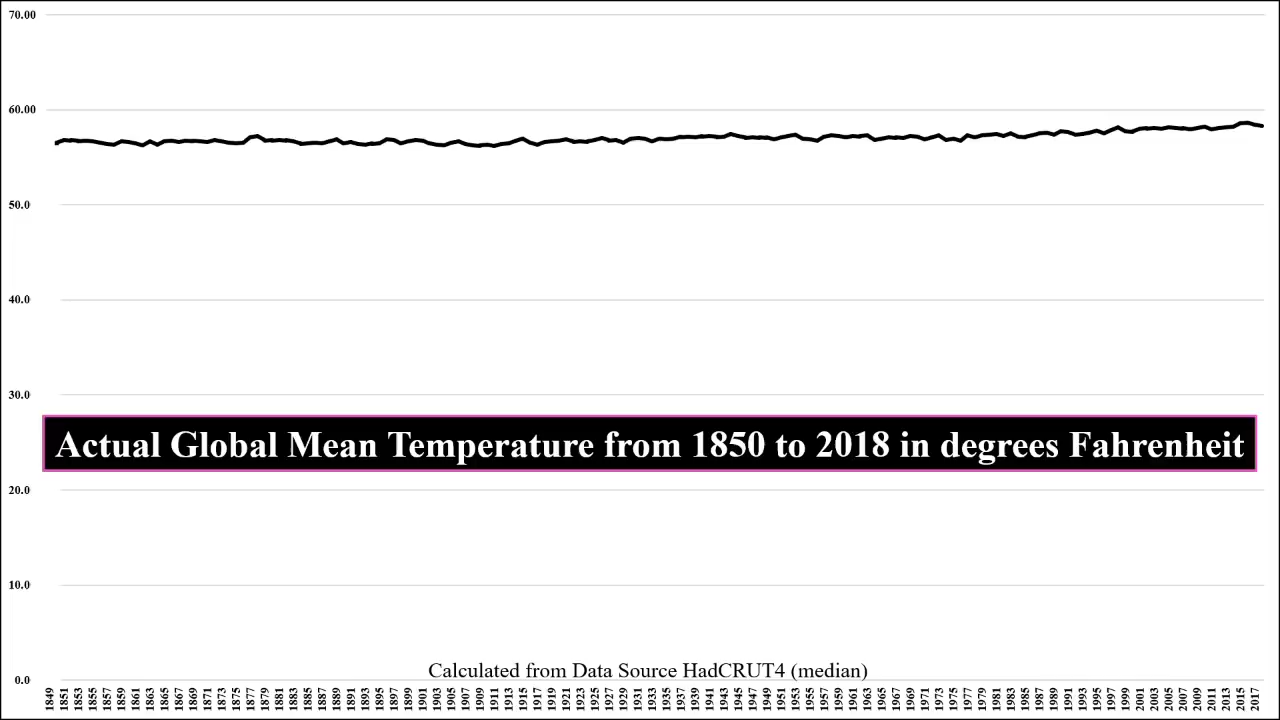 70.00
60.00
50.0
40.0
30.0
Actual Global Mean Temperature from 1850 to 2018 in degrees Fahrenheit
20.0
10.0
Calculated from Data Source HadCRUT4 (median)
0.0
1849 1851 1853 1855 1857 1859 1861 1863 1865 1867 1869 1871 1873 1875 1877 1879 1881 1883 1885 1887 1889 1891 1893 1895 1897 1899 1901 1903 1905 1907 1909 1911 1913 1915 1917 1919 1921 1923 1925 1927 1929 1931 1933 1935 1937 1939 1941 1943 1945 1947 1949 1951 1953 1955 1957 1959 1961 1963 1965 1967 1969 1971 1973 1975 1977 1979 1981 1983 1985 1987 1989 1991 1993 1995 1997 1999 2001 2003 2005 2007 2009 2011 2013 2015 2017